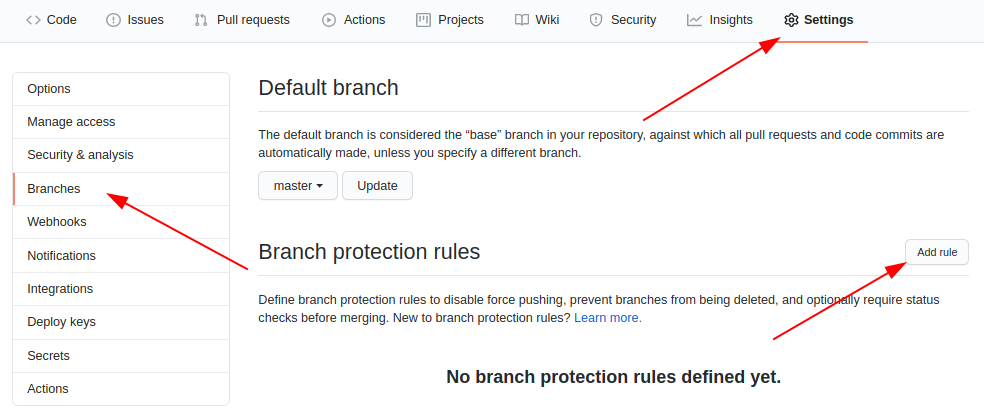 Code Issues Pull requests Actions Projects Wiki Security Insights Settings
Options
Manage access
Security & analysis
Branches
Webhooks
Notifications
Integrations
Deploy keys
Secrets
Actions
Default branch
The default branch is considered the “base” branch in your repository, against which all pull requests and code commits are
automatically made, unless you specify a different branch.
master Update
Branch protection rules Add rule
Define branch protection rules to disable force pushing, prevent branches from being deleted, and optionally require status
checks before merging. New to branch protection rules? Learn more.
No branch protection rules defined yet.